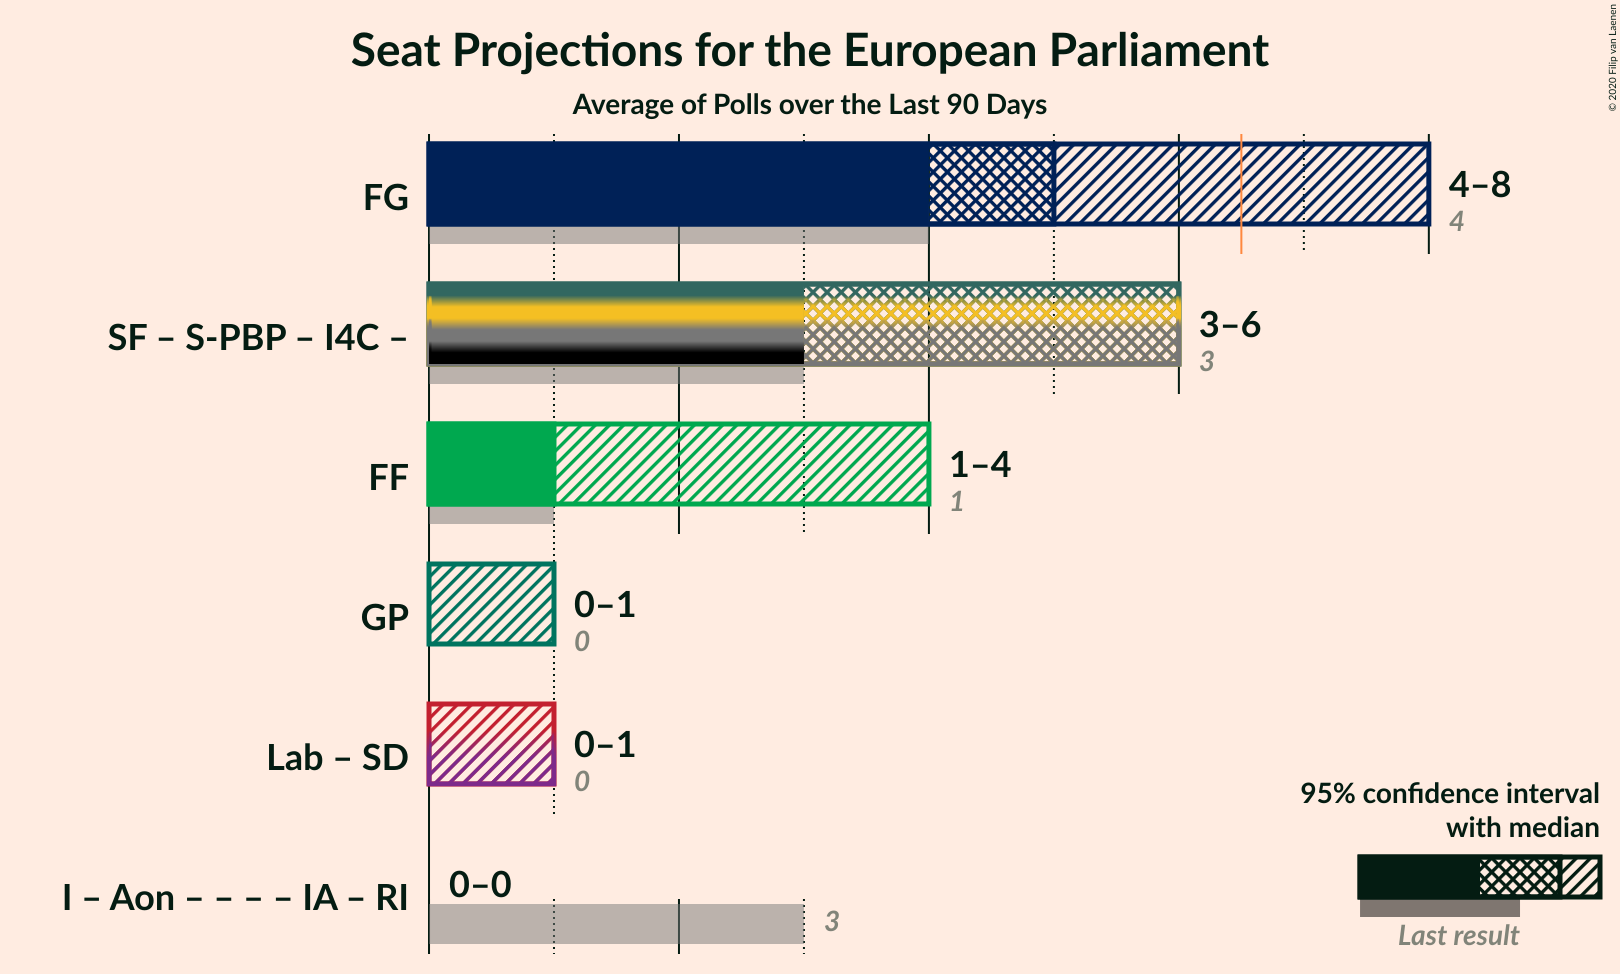 Seat Projections for the European Parliament
Average of Polls over the Last 90 Days
© 2020 Filip van Laenen
FG
4–8
4
SF – S-PBP – I4C –
3–6
3
FF
1–4
1
GP
0–1
0
Lab – SD
0–1
0
I – Aon – – – – IA – RI
0–0
3
95% confidence interval
with median
Last result